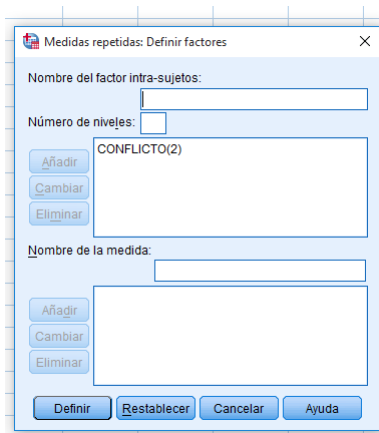 Medidas repetidas: Definir factores
Nombre del factor intra-sujetos:
Número de niveles:
CONFLICTO(2)
Añadir
Cambiar
Eliminar
Nombre de la medida:
Añadir
Cambiar
Eliminar
Definir Restablecer Cancelar Ayuda